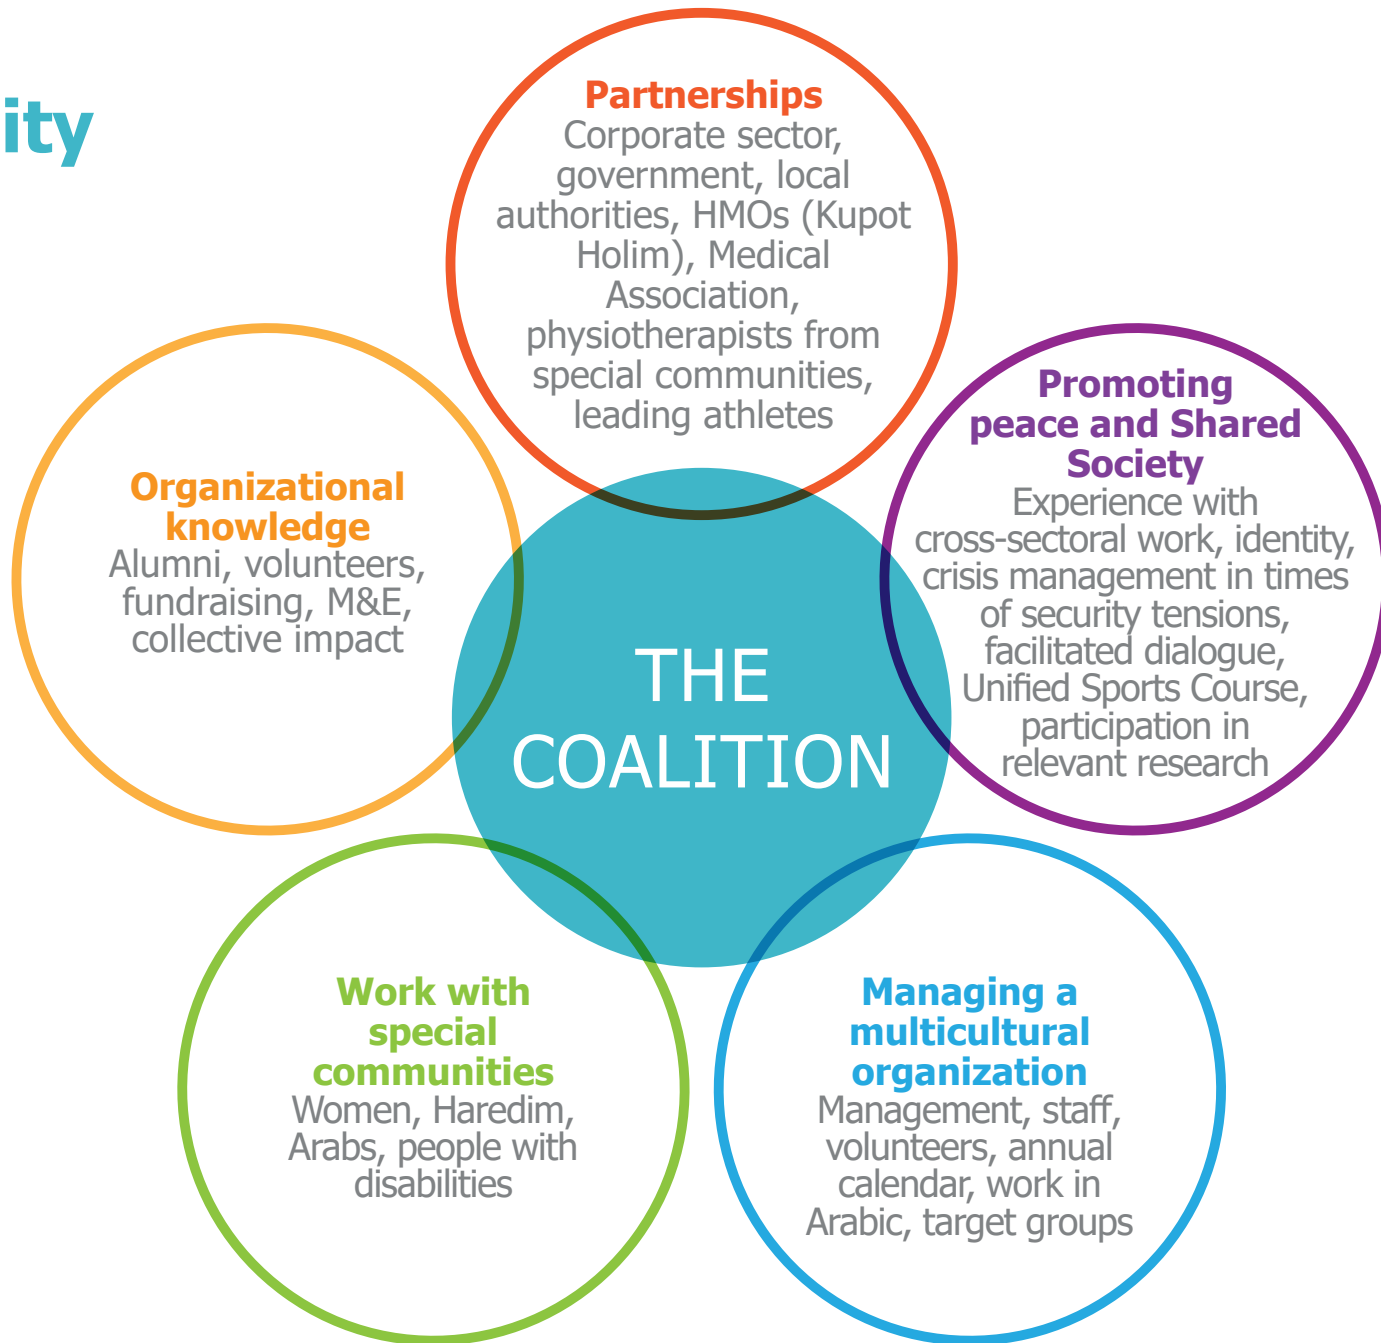 ity
Partnerships
Corporate sector,
government, local
authorities, HMOs (Kupot
Holim), Medical
Association,
physiotherapists from
special communities,
leading athletes
Organizational
knowledge
Alumni, volunteers,
fundraising, M&E,
collective impact
Promoting
peace and Shared
Society
Experience with
cross-sectoral work, identity,
crisis management in times
of security tensions,
facilitated dialogue,
Unified Sports Course,
participation in
relevant research
THE
COALITION
Work with
special
communities
Women, Haredim,
Arabs, people with
disabilities
Managing a
multicultural
organization
Management, staff,
volunteers, annual
calendar, work in
Arabic, target groups